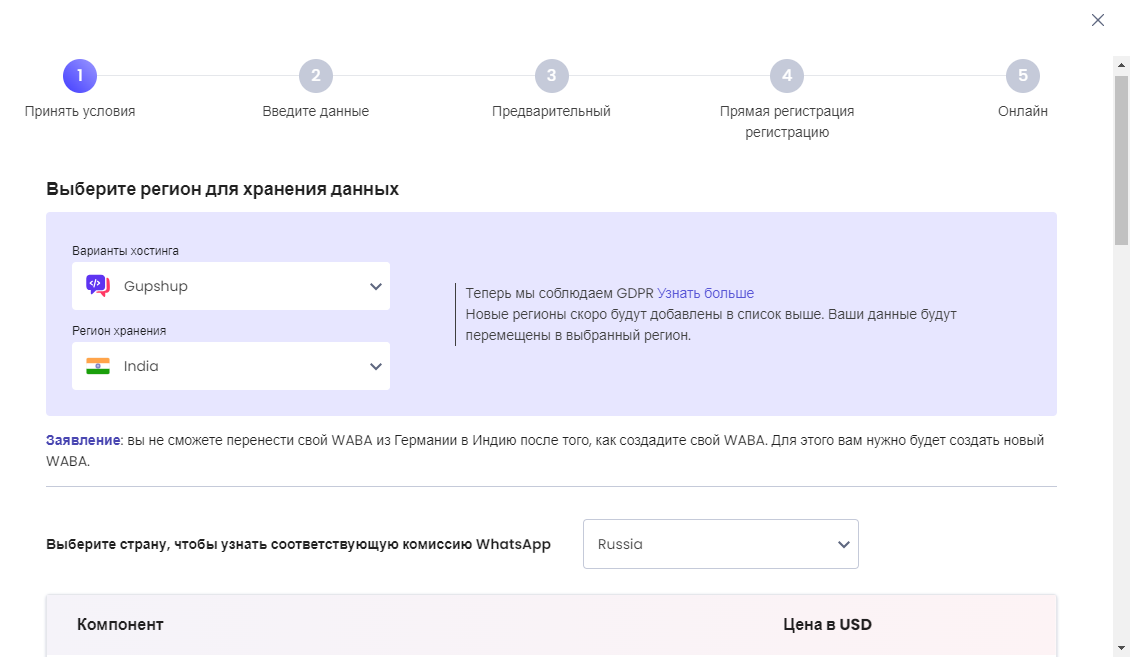 1
2
3
4
5
Принять условия
Введите данные
Предварительный
Прямая регистрация
регистрацию
Онлайн
Выберите регион для хранения данных
Варианты хостинга
Gupshup
Регион хранения
India
Теперь мы соблюдаем GDPR Узнать больше
Новые регионы скоро будут добавлены в список выше. Ваши данные будут
перемещены в выбранный регион.
Заявление: вы не сможете перенести свой WABA из Германии в Индию после того, как создадите свой WABA. Для этого вам нужно будет создать новый
WABA.
Выберите страну, чтобы узнать соответствующую комиссию WhatsApp
Russia
Компонент
Цена в USD